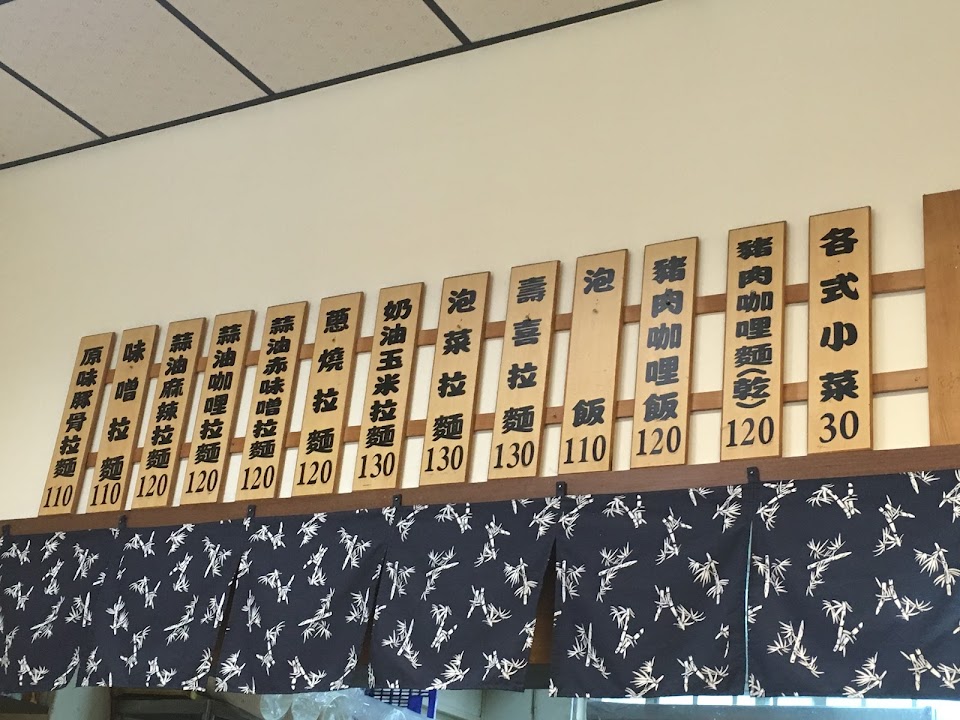 原味豚骨拉麵
110
味噌拉麵
110
蒜油麻辣拉麵
120
蒜油咖哩拉麵
120
蒜油赤味噌拉麵
120
蔥燒拉麵
120
奶油玉米拉麵
130
泡菜拉麵
130
壽喜拉麵
130
泡飯
110
豬肉咖哩飯
120
豬肉咖哩麵(乾)
120
各式小菜
30